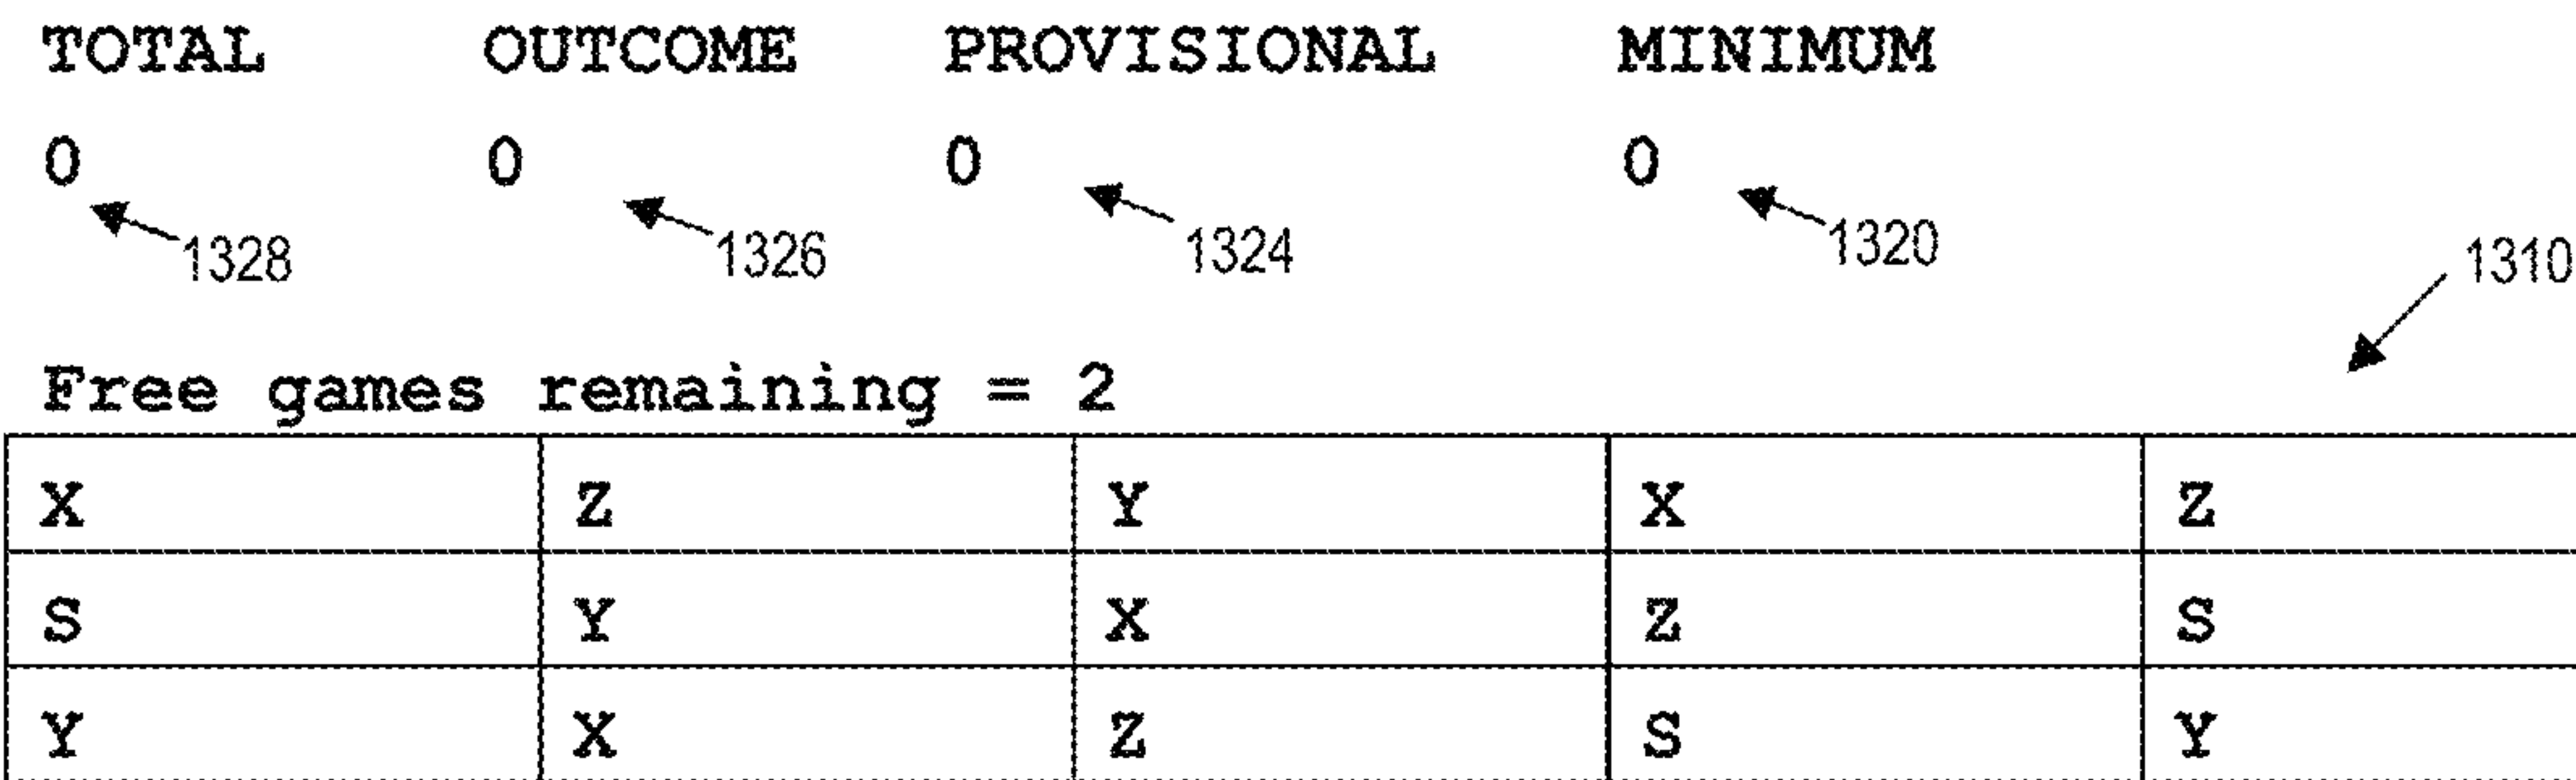 TOTAL OUTCOME PROVISIONAL MINIMUM
0 0 0 0
1328 1326 1324 1320 1310
Free games remaining = 2
X Z Y X Z
S Y X Z S
Y X Z S Y